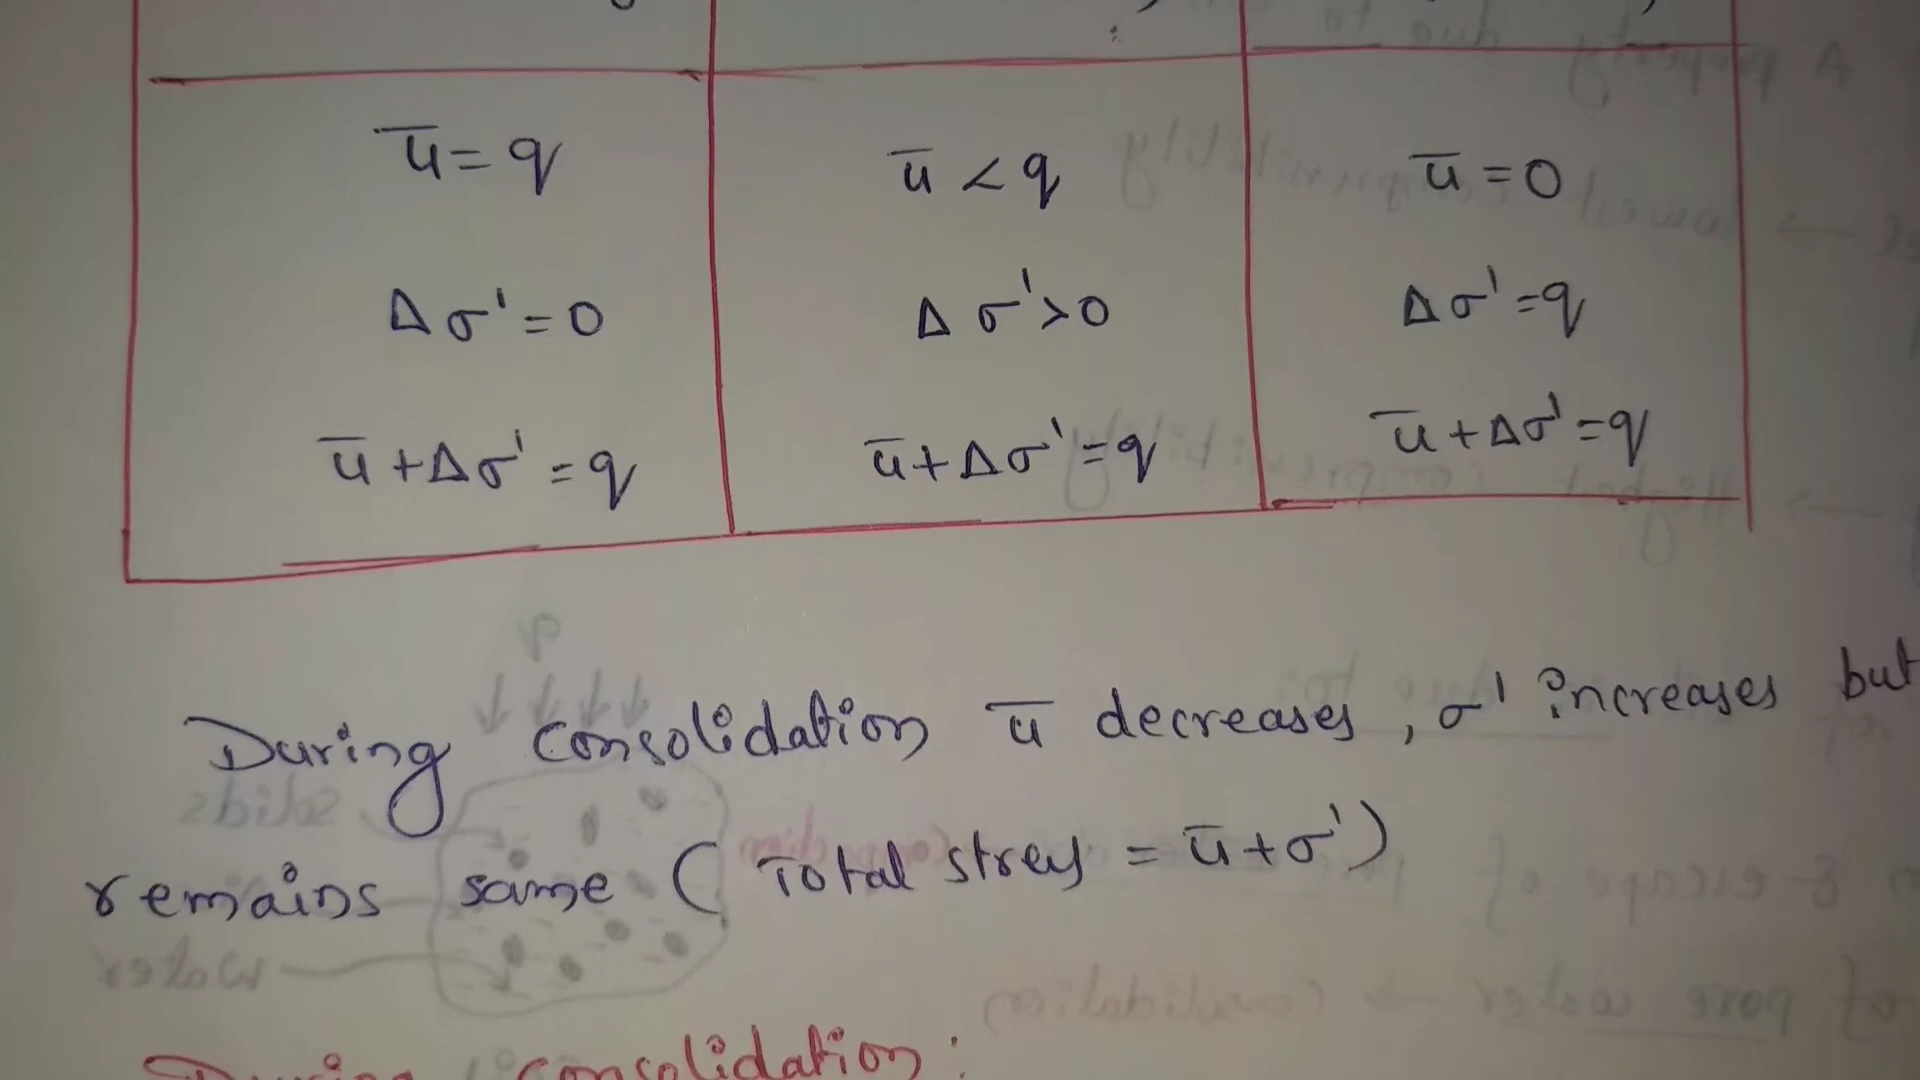 u̅ = q
u̅ < q
u̅ = 0
Δσ' = 0
Δσ' > 0
Δσ' = q
u̅ + Δσ' = q
u̅ + Δσ' = q
u̅ + Δσ' = q
During consolidation u̅ decreases, σ' increases but
remains same (Total stress = u̅ + σ')
During consolidation: